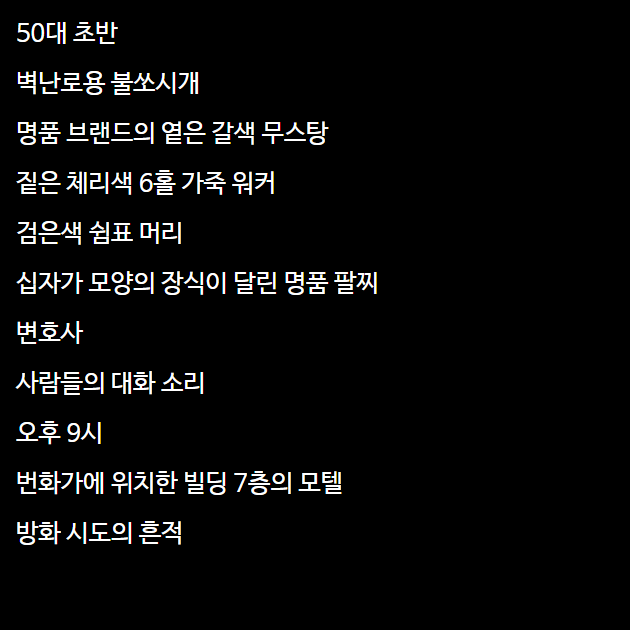 50대 초반
벽난로용 불쏘시개
명품 브랜드의 옅은 갈색 무스탕
짙은 체리색 6홀 가죽 워커
검은색 쉼표 머리
십자가 모양의 장식이 달린 명품 팔찌
변호사
사람들의 대화 소리
오후 9시
번화가에 위치한 빌딩 7층의 모텔
방화 시도의 흔적